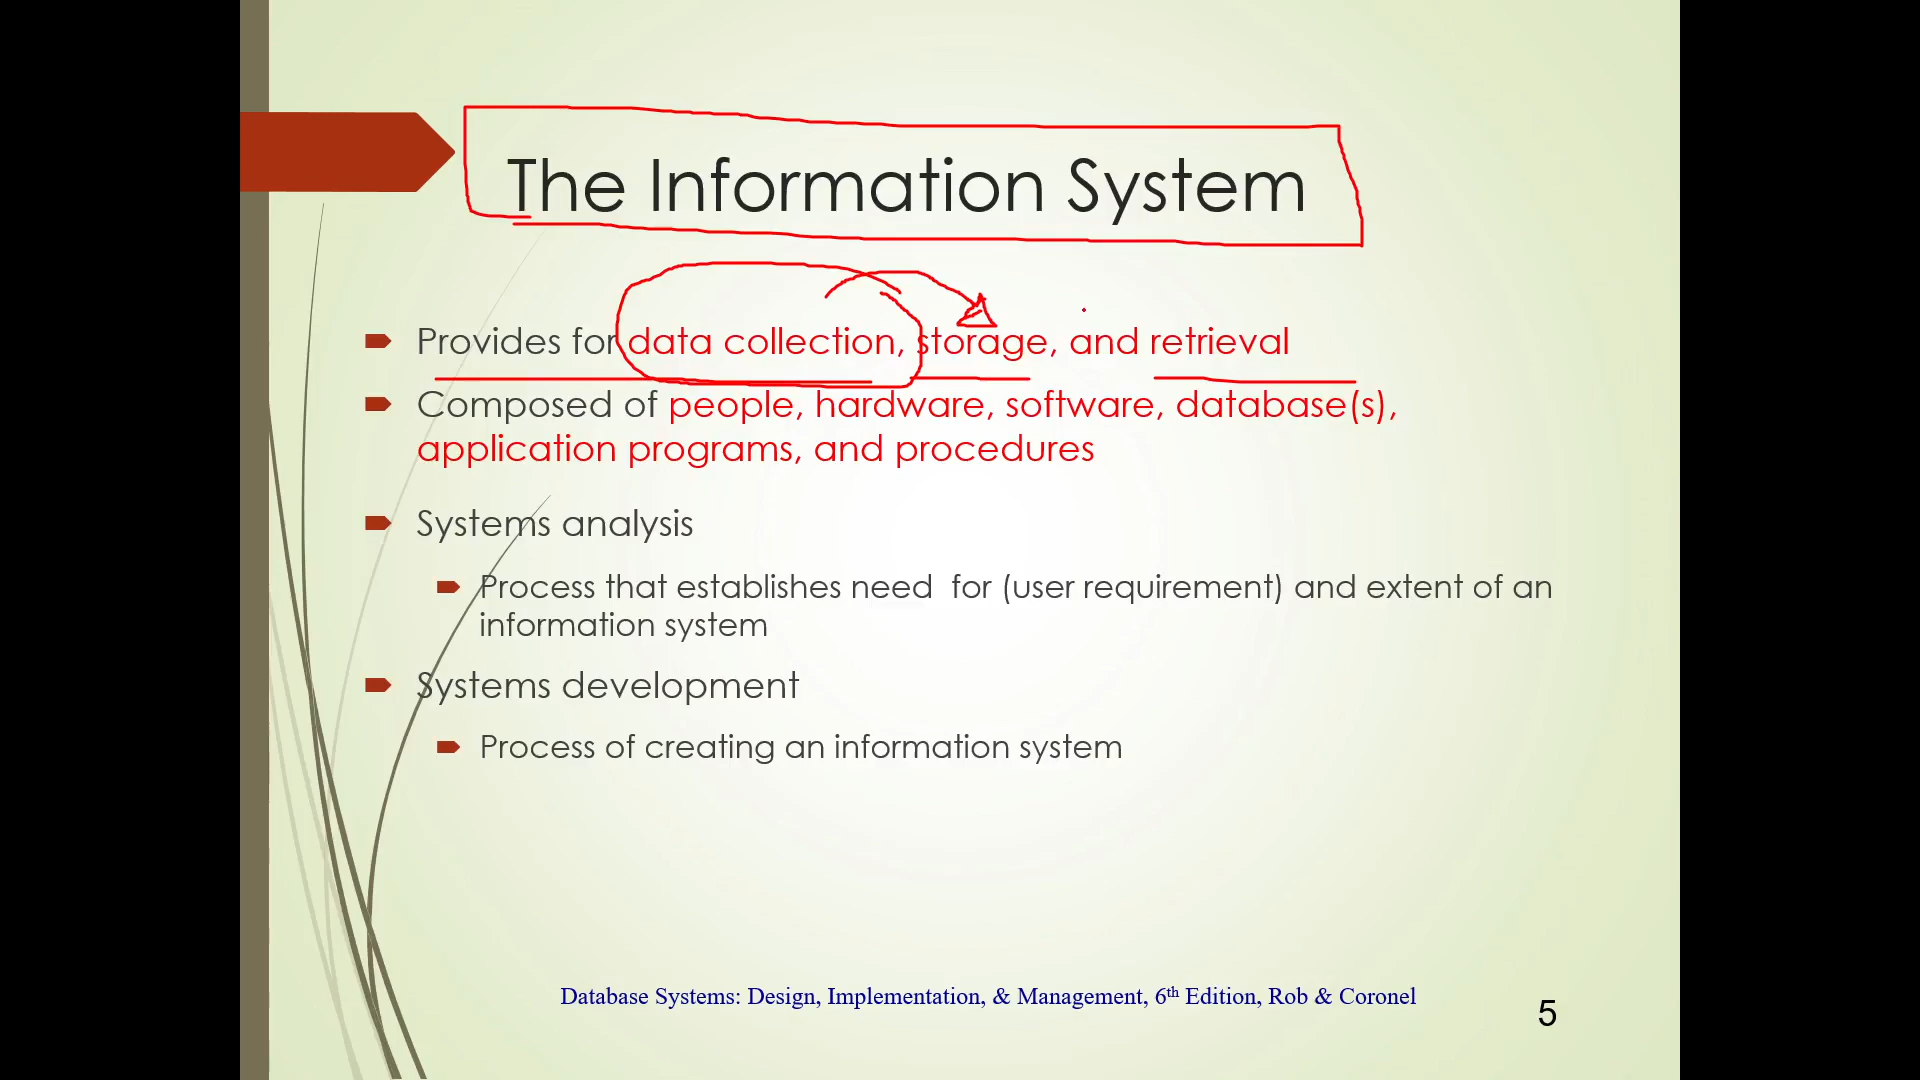 The Information System
Provides for data collection, storage, and retrieval
Composed of people, hardware, software, database(s),
application programs, and procedures
Systems analysis
Process that establishes need  for (user requirement) and extent of an
information system
Systems development
Process of creating an information system
Database Systems: Design, Implementation, & Management, 6th Edition, Rob & Coronel
5